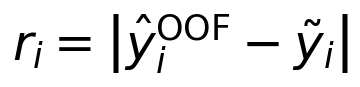 r_i = |ŷ_i^OOF − ỹ_i|